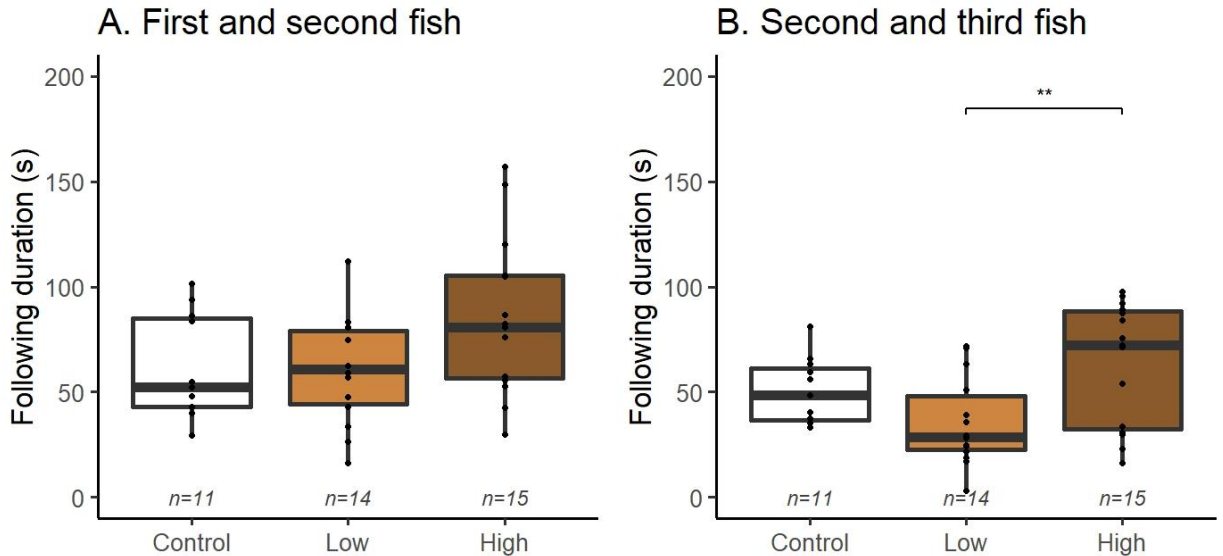 A. First and second fish
Following duration (s)
200
150
100
50
0
n=11 n=14 n=15
Control Low High
B. Second and third fish
Following duration (s)
200
150
100
50
0
**
n=11 n=14 n=15
Control Low High